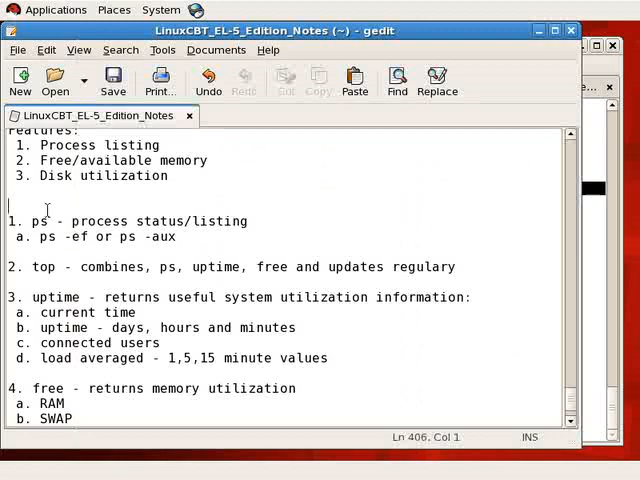 Applications Places System
LinuxCBT_EL-5_Edition_Notes (~) - gedit
File Edit View Search Tools Documents Help
New Open Save Print... Undo Redo Cut Copy Paste Find Replace
LinuxCBT_EL-5_Edition_Notes
e...
Features:
1. Process listing
2. Free/available memory
3. Disk utilization
1. ps - process status/listing
a. ps -ef or ps -aux
2. top - combines, ps, uptime, free and updates regulary
3. uptime - returns useful system utilization information:
a. current time
b. uptime - days, hours and minutes
c. connected users
d. load averaged - 1,5,15 minute values
4. free - returns memory utilization
a. RAM
b. SWAP
Ln 406, Col 1 INS